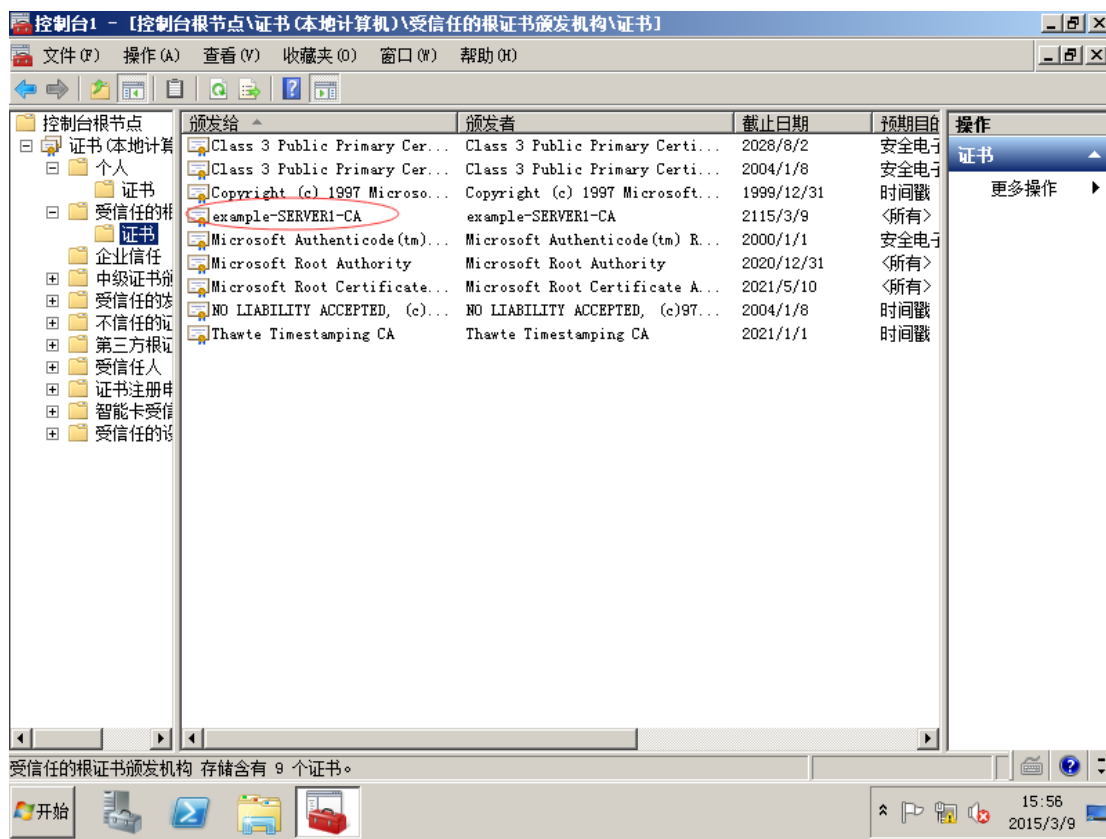 控制台1 - [控制台根节点\证书(本地计算机)\受信任的根证书颁发机构\证书]
文件(F) 操作(A) 查看(V) 收藏夹(O) 窗口(W) 帮助(H)
控制台根节点
证书(本地计算
个人
证书
受信任的根
证书
企业信任
中级证书颁
受信任的发
不信任的证
第三方根证
受信任人
证书注册申
智能卡受信
受信任的设
颁发给 颁发者 截止日期 预期目的
Class 3 Public Primary Cer... Class 3 Public Primary Certi... 2028/8/2 安全电子
Class 3 Public Primary Cer... Class 3 Public Primary Certi... 2004/1/8 安全电子
Copyright (c) 1997 Microso... Copyright (c) 1997 Microsoft... 1999/12/31 时间戳
example-SERVER1-CA example-SERVER1-CA 2115/3/9 <所有>
Microsoft Authenticode(tm)... Microsoft Authenticode(tm) R... 2000/1/1 安全电子
Microsoft Root Authority Microsoft Root Authority 2020/12/31 <所有>
Microsoft Root Certificate... Microsoft Root Certificate A... 2021/5/10 <所有>
NO LIABILITY ACCEPTED, (c)... NO LIABILITY ACCEPTED, (c)97... 2004/1/8 时间戳
Thawte Timestamping CA Thawte Timestamping CA 2021/1/1 时间戳
操作
证书
更多操作
受信任的根证书颁发机构 存储含有 9 个证书。
开始
15:56
2015/3/9